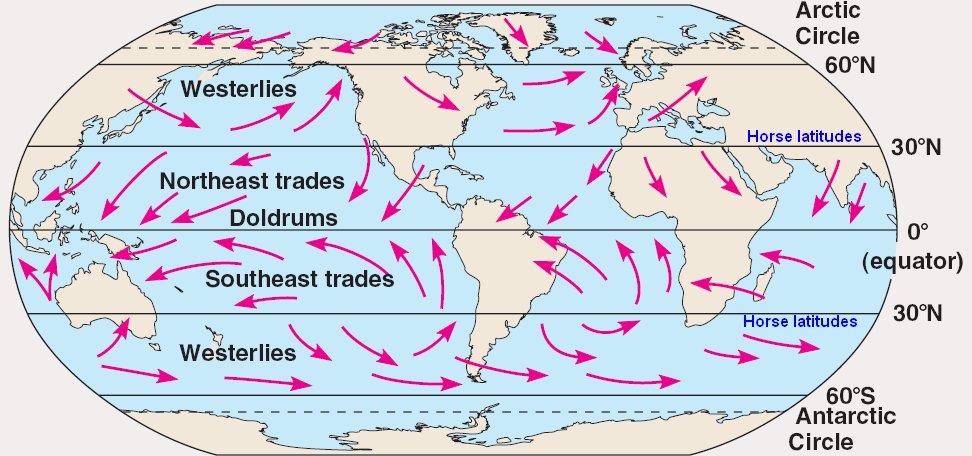 Arctic
Circle
60°N
Westerlies
Horse latitudes
30°N
Northeast trades
Doldrums
0°
(equator)
Southeast trades
30°N
Horse latitudes
Westerlies
60°S
Antarctic
Circle